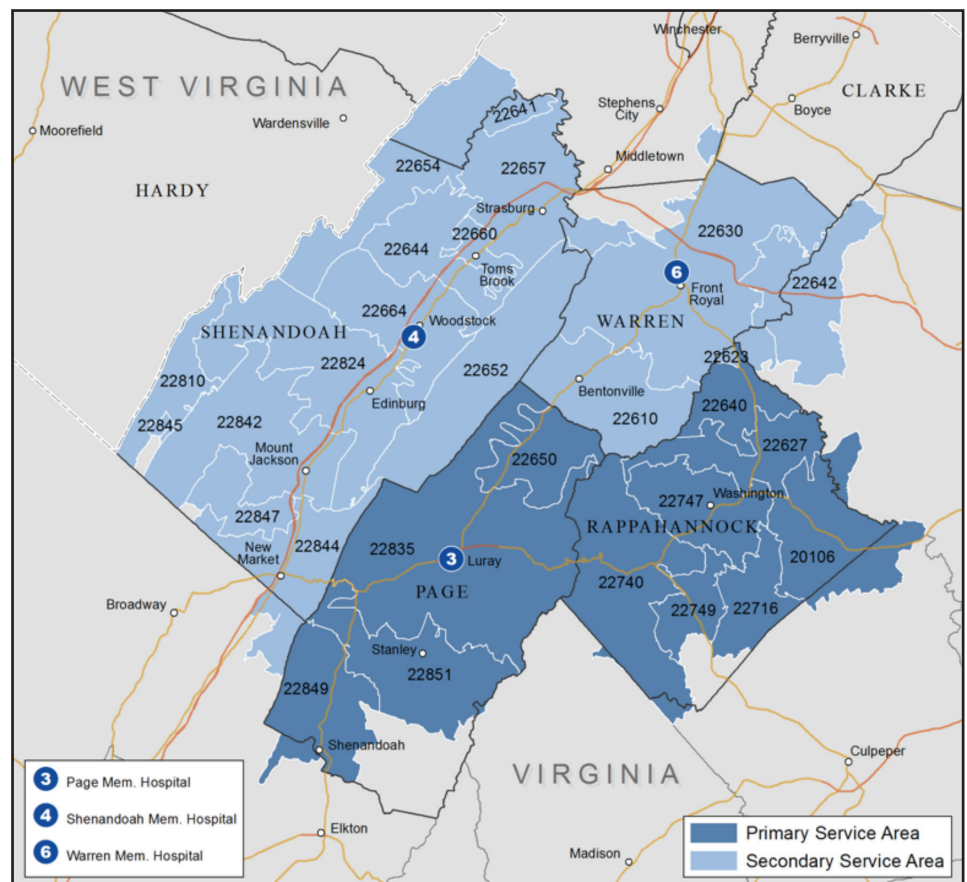 Winchester
Berryville
WEST VIRGINIA
CLARKE
Stephens
City
Boyce
22641
Wardensville
Moorefield
Middletown
22654
22657
HARDY
Strasburg
22660
22630
22644
Toms
Brook
6
Front
Royal
22642
22664
SHENANDOAH
Woodstock
4
WARREN
22824
22623
22652
22810
Bentonville
Edinburg
22640
22845
22842
22610
22627
Mount
Jackson
22650
22747
Washington
22847
RAPPAHANNOCK
22844
22835
New
Market
3
Luray
20106
22740
PAGE
Broadway
22749
22716
Stanley
22851
22849
Shenandoah
Culpeper
VIRGINIA
Elkton
Madison
3 Page Mem. Hospital
4 Shenandoah Mem. Hospital
6 Warren Mem. Hospital
Primary Service Area
Secondary Service Area